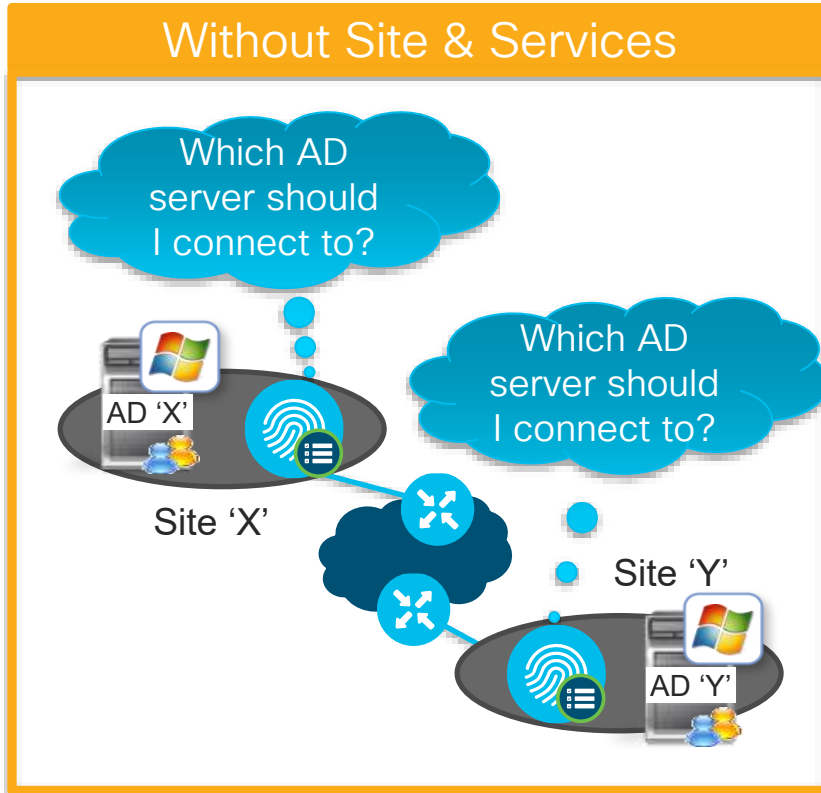 Without Site & Services
Which AD
server should
I connect to?
Which AD
server should
I connect to?
AD ‘X’
Site ‘X’
Site ‘Y’
AD ‘Y’